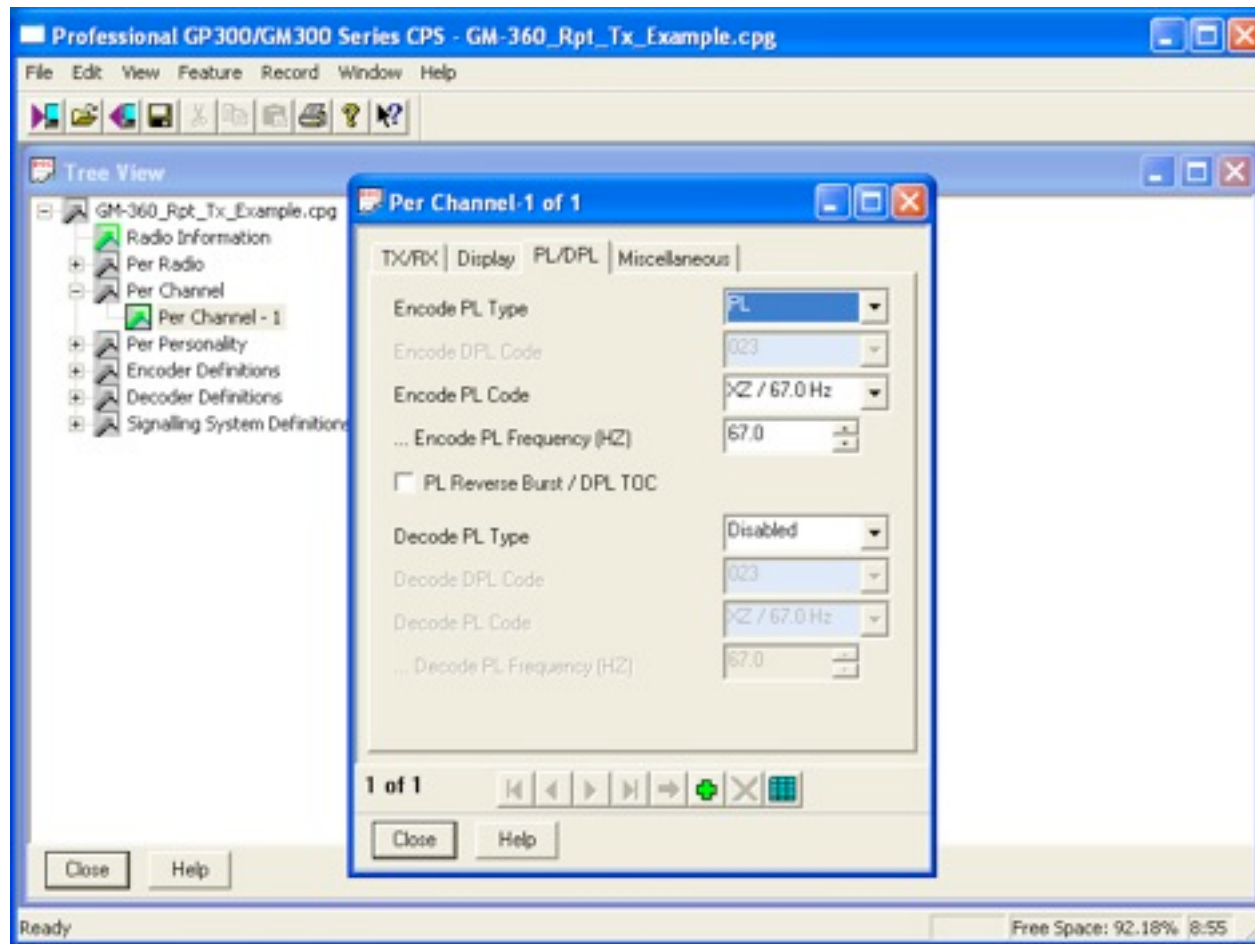 Professional GP300/GM300 Series CPS - GM-360_Rpt_Tx_Example.cpg
File Edit View Feature Record Window Help
Tree View
GM-360_Rpt_Tx_Example.cpg
Radio Information
Per Radio
Per Channel
Per Channel - 1
Per Personality
Encoder Definitions
Decoder Definitions
Signalling System Definitions
Per Channel-1 of 1
TX/RX Display PL/DPL Miscellaneous
Encode PL Type PL
Encode DPL Code 023
Encode PL Code XZ / 67.0 Hz
... Encode PL Frequency (HZ) 67.0
PL Reverse Burst / DPL TOC
Decode PL Type Disabled
Decode DPL Code 023
Decode PL Code XZ / 67.0 Hz
... Decode PL Frequency (HZ) 67.0
1 of 1
Close Help
Close Help
Ready Free Space: 92.18% 8:55